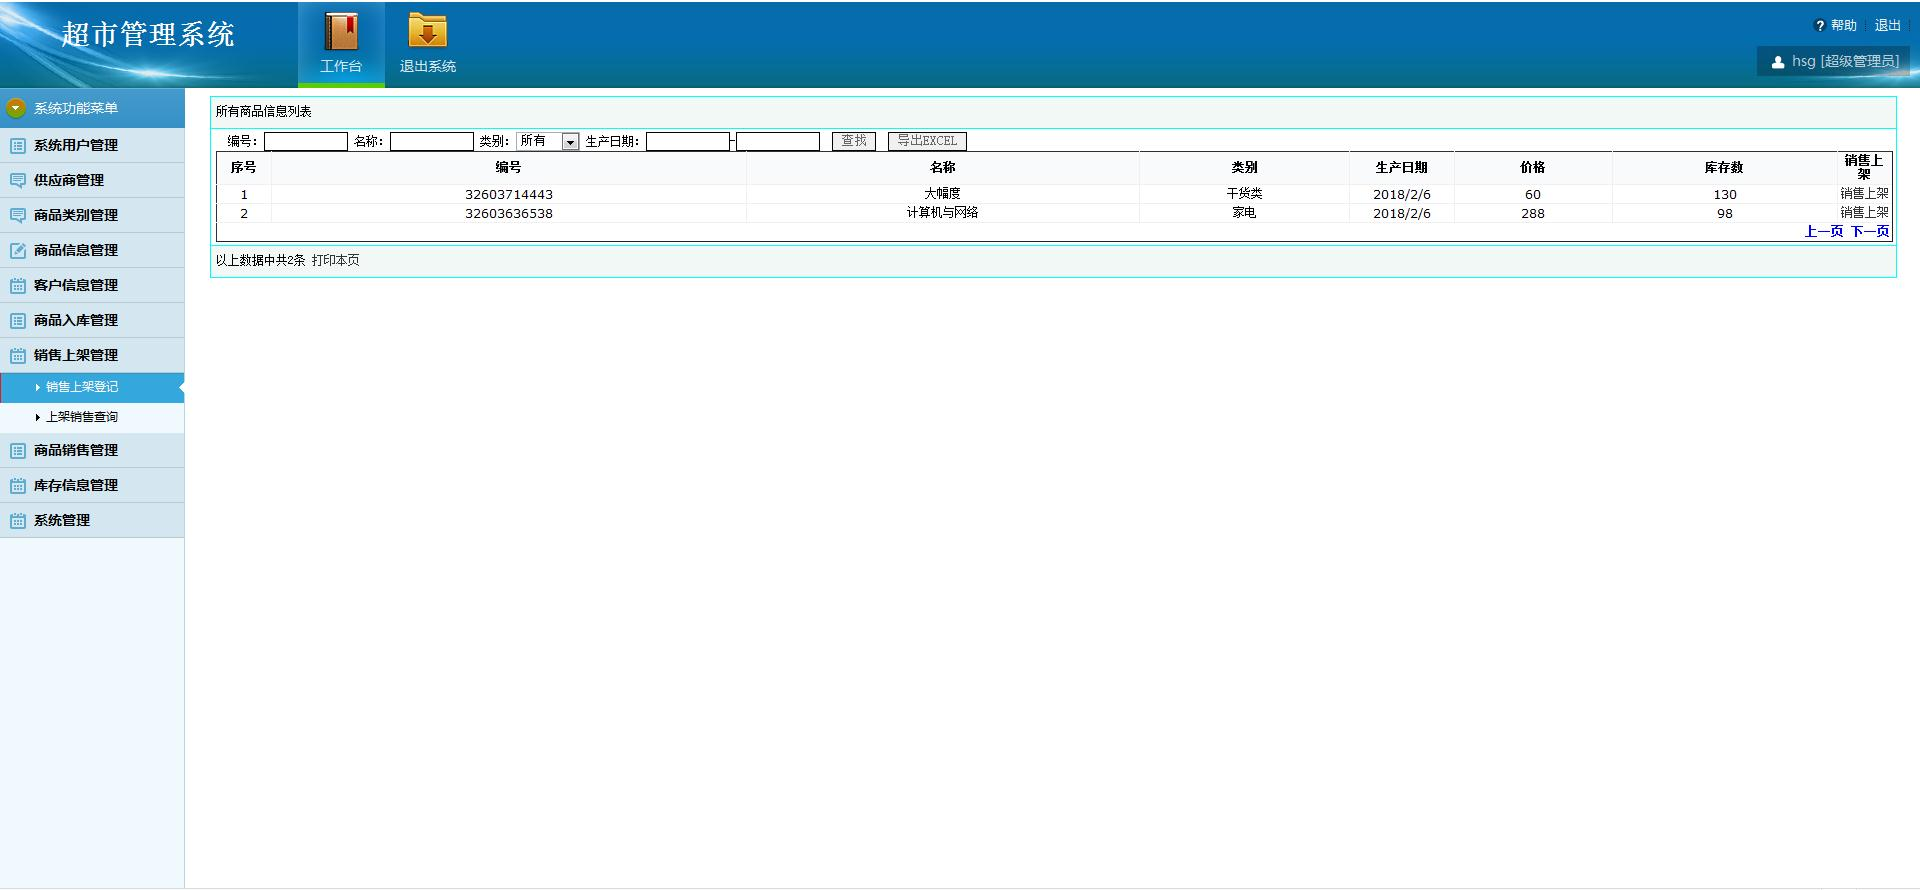 超市管理系统
工作台
退出系统
? 帮助 退出
hsg [超级管理员]
系统功能菜单
系统用户管理
供应商管理
商品类别管理
商品信息管理
客户信息管理
商品入库管理
销售上架管理
销售上架登记
上架销售查询
商品销售管理
库存信息管理
系统管理
所有商品信息列表
编号: 名称: 类别: 所有 生产日期: - 查找 导出EXCEL
序号 编号 名称 类别 生产日期 价格 库存数 销售上架
1 32603714443 大幅度 干货类 2018/2/6 60 130 销售上架
2 32603636538 计算机与网络 家电 2018/2/6 288 98 销售上架
上一页 下一页
以上数据中共2条 打印本页